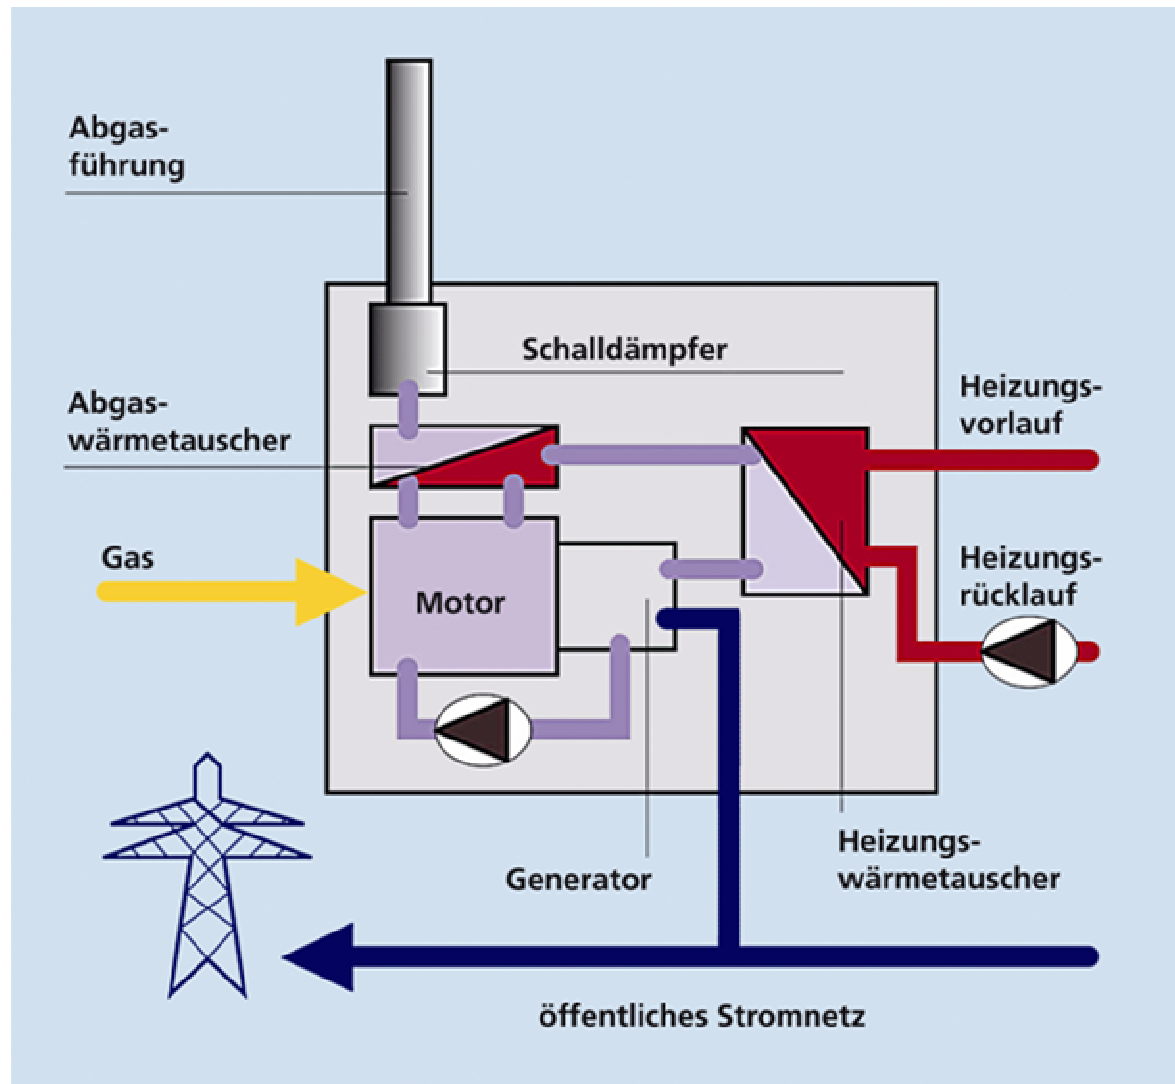 Abgas-
führung
Schalldämpfer
Abgas-
wärmetauscher
Heizungs-
vorlauf
Gas
Motor
Heizungs-
rücklauf
Generator
Heizungs-
wärmetauscher
öffentliches Stromnetz